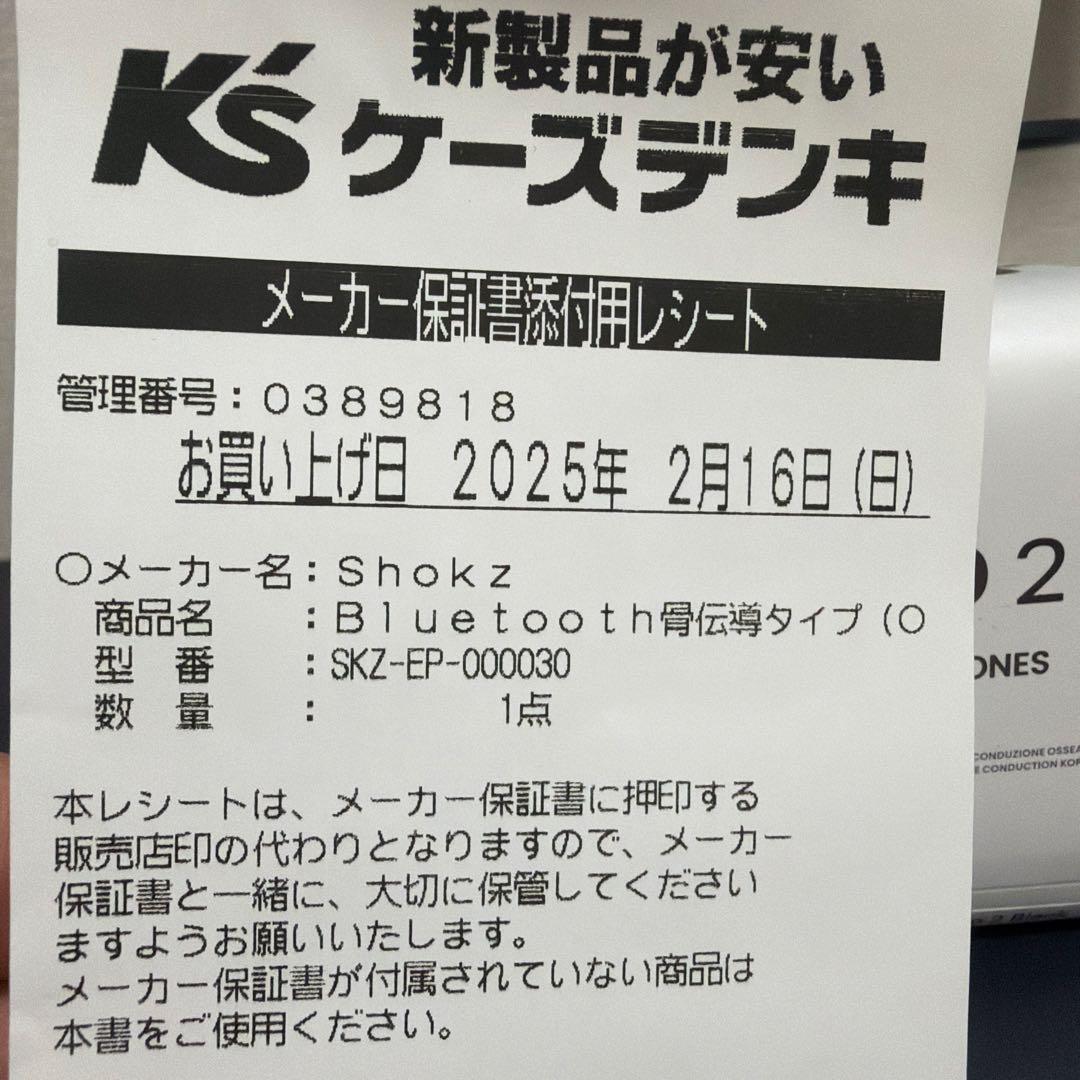 新製品が安い
K's ケーズデンキ
メーカー保証書添付用レシート
管理番号：０３８９８１８
お買い上げ日 2025年 2月16日(日)
○メーカー名：Ｓｈｏｋｚ
商品名 ：Ｂｌｕｅｔｏｏｔｈ骨伝導タイプ（Ｏ
型 番 ：SKZ-EP-000030
数 量 ： 1点
本レシートは、メーカー保証書に押印する
販売店印の代わりとなりますので、メーカー
保証書と一緒に、大切に保管してください
ますようお願いいたします。
メーカー保証書が付属されていない商品は
本書をご使用ください。
2
ONES
CONDUZIONE OSSEA
CONDUCTION
2 Black